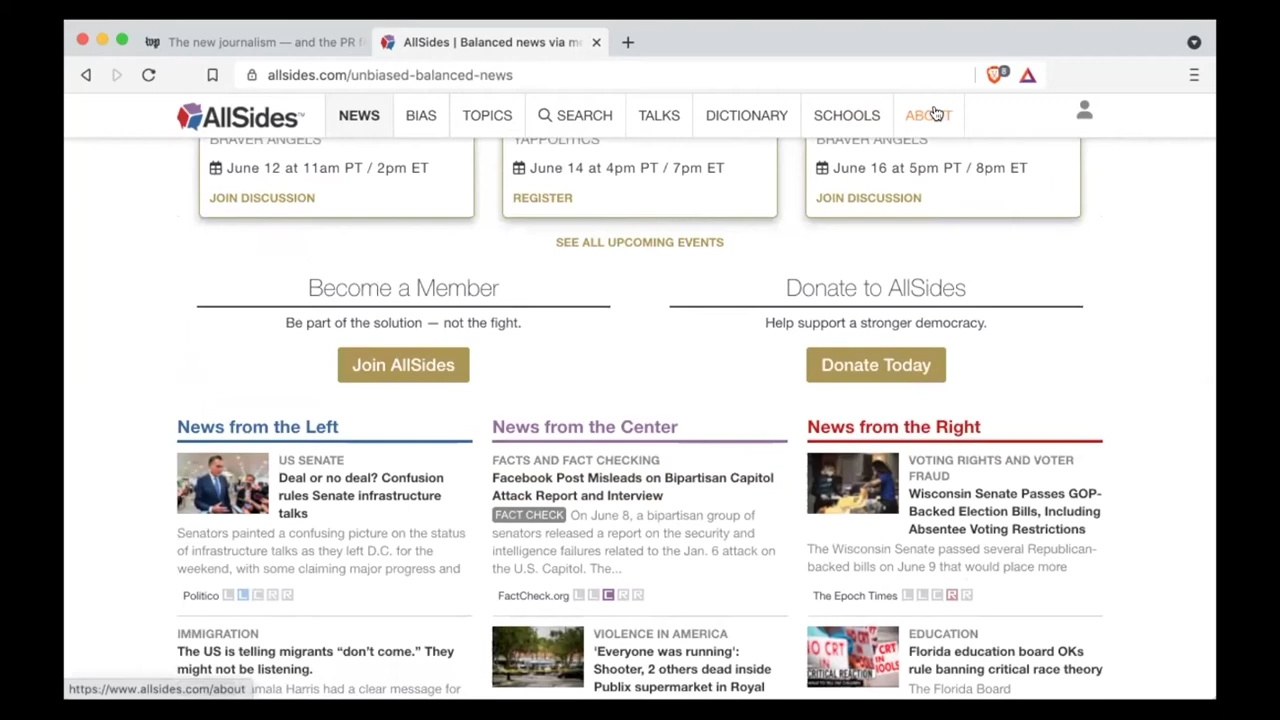 The new journalism — and the PR f
AllSides | Balanced news via m
allsides.com/unbiased-balanced-news
8
AllSides™
NEWS
BIAS
TOPICS
SEARCH
TALKS
DICTIONARY
SCHOOLS
ABOUT
BRAVER ANGELS
YAPPOLITICS
BRAVER ANGELS
June 12 at 11am PT / 2pm ET
June 14 at 4pm PT / 7pm ET
June 16 at 5pm PT / 8pm ET
JOIN DISCUSSION
REGISTER
JOIN DISCUSSION
SEE ALL UPCOMING EVENTS
Become a Member
Be part of the solution — not the fight.
Join AllSides
Donate to AllSides
Help support a stronger democracy.
Donate Today
News from the Left
US SENATE
Deal or no deal? Confusion
rules Senate infrastructure
talks
Senators painted a confusing picture on the status
of infrastructure talks as they left D.C. for the
weekend, with some claiming major progress and
Politico L L C R R
IMMIGRATION
The US is telling migrants “don’t come.” They
might not be listening.
amala Harris had a clear message for
News from the Center
FACTS AND FACT CHECKING
Facebook Post Misleads on Bipartisan Capitol
Attack Report and Interview
FACT CHECK On June 8, a bipartisan group of
senators released a report on the security and
intelligence failures related to the Jan. 6 attack on
the U.S. Capitol. The...
FactCheck.org L L C R R
VIOLENCE IN AMERICA
'Everyone was running':
Shooter, 2 others dead inside
Publix supermarket in Royal
News from the Right
VOTING RIGHTS AND VOTER
FRAUD
Wisconsin Senate Passes GOP-
Backed Election Bills, Including
Absentee Voting Restrictions
The Wisconsin Senate passed several Republican-
backed bills on June 9 that would place more
The Epoch Times L L C R R
EDUCATION
Florida education board OKs
rule banning critical race theory
The Florida Board
https://www.allsides.com/about